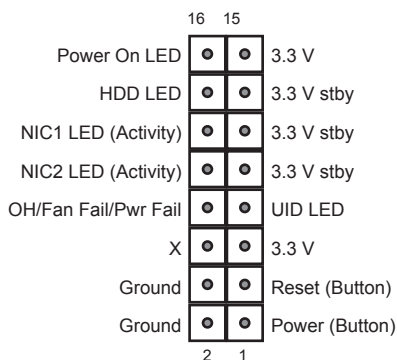 16 15
Power On LED 3.3 V
HDD LED 3.3 V stby
NIC1 LED (Activity) 3.3 V stby
NIC2 LED (Activity) 3.3 V stby
OH/Fan Fail/Pwr Fail UID LED
X 3.3 V
Ground Reset (Button)
Ground Power (Button)
2 1